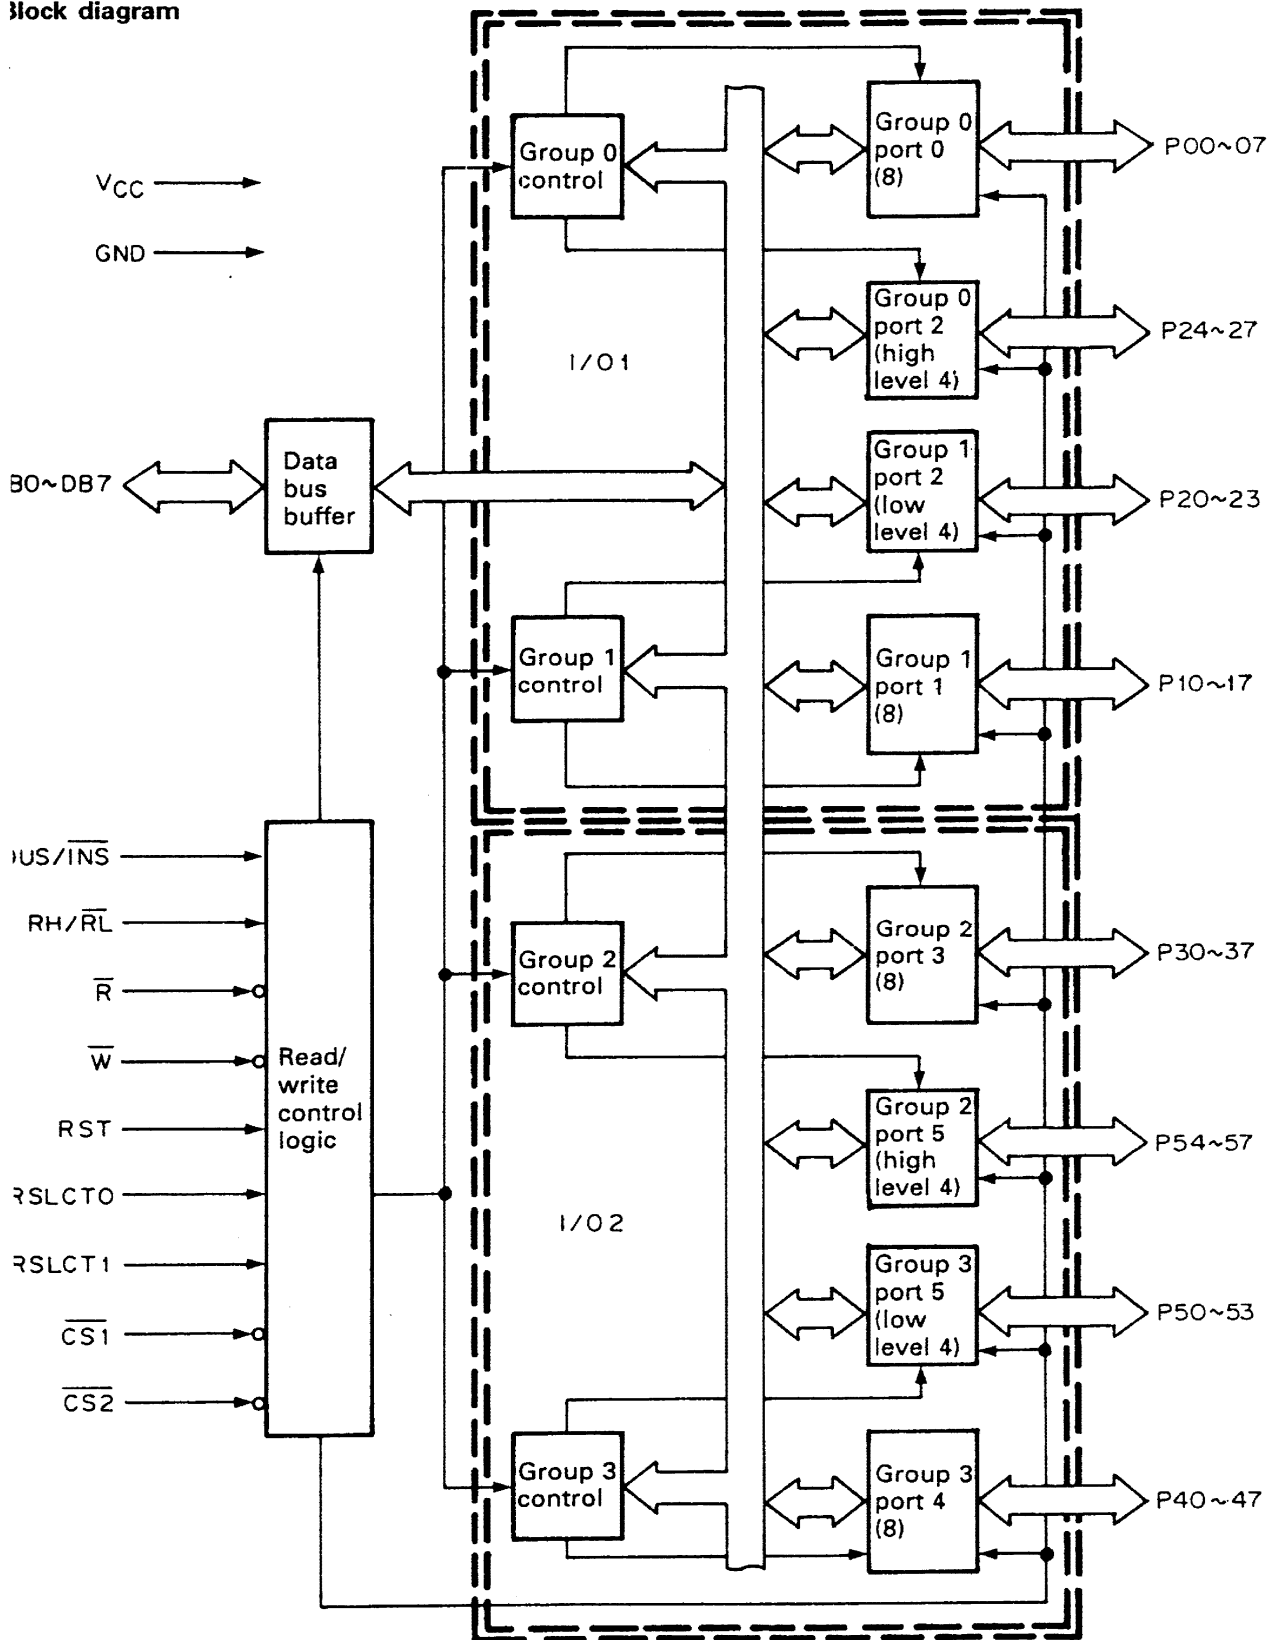 Block diagram
VCC
GND
B0~DB7
Data
bus
buffer
US/INS
RH/RL
R
W
RST
RSLCT0
RSLCT1
CS1
CS2
Read/
write
control
logic
I/O1
Group 0
control
Group 1
control
Group 0
port 0
(8)
P00~07
Group 0
port 2
(high
level 4)
P24~27
Group 1
port 2
(low
level 4)
P20~23
Group 1
port 1
(8)
P10~17
I/O2
Group 2
control
Group 3
control
Group 2
port 3
(8)
P30~37
Group 2
port 5
(high
level 4)
P54~57
Group 3
port 5
(low
level 4)
P50~53
Group 3
port 4
(8)
P40~47